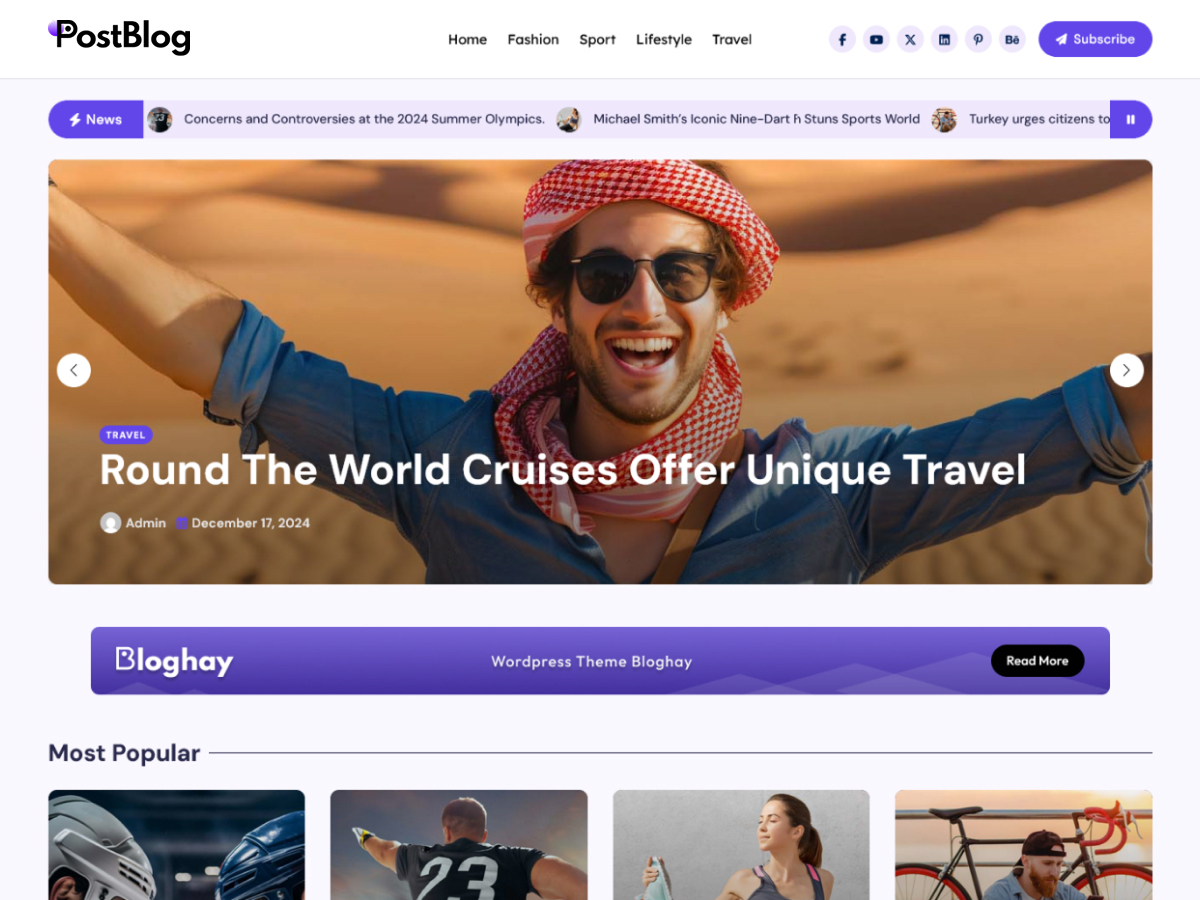 PostBlog
Home Fashion Sport Lifestyle Travel
Bē
Subscribe
News
Concerns and Controversies at the 2024 Summer Olympics.
Michael Smith's Iconic Nine-Dart Stuns Sports World
Turkey urges citizens to
TRAVEL
Round The World Cruises Offer Unique Travel
Admin December 17, 2024
Bloghay
Wordpress Theme Bloghay
Read More
Most Popular
23